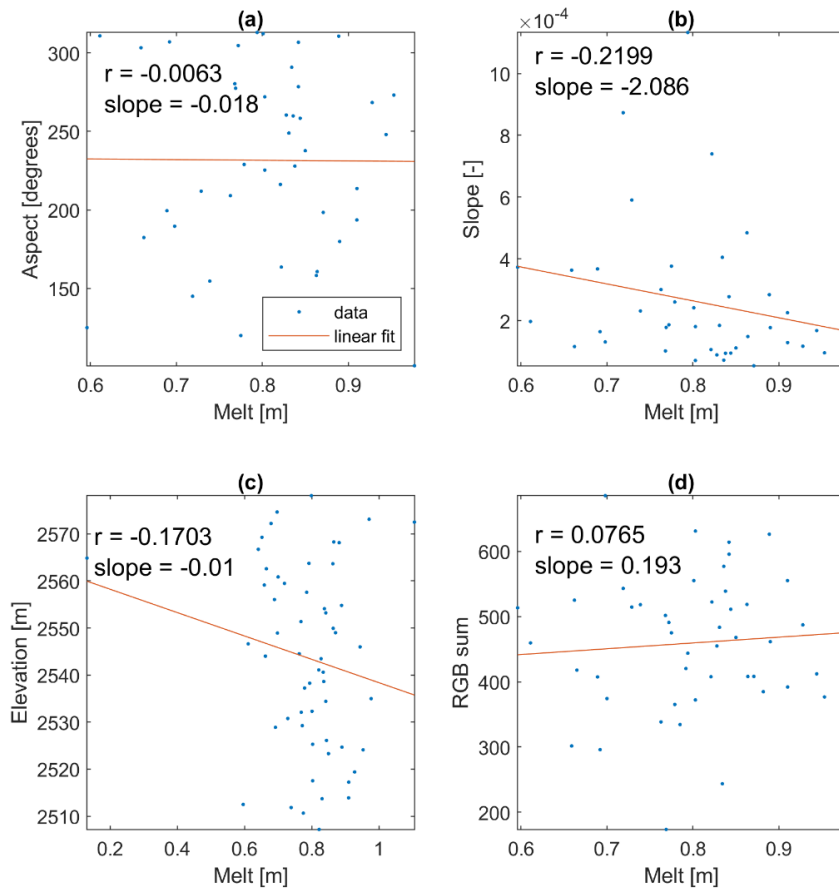 (a)
r = -0.0063
slope = -0.018
Aspect [degrees]
300
250
200
150
data
linear fit
0.6 0.7 0.8 0.9
Melt [m]
×10⁻⁴
(b)
r = -0.2199
slope = -2.086
Slope [-]
10
8
6
4
2
0.6 0.7 0.8 0.9
Melt [m]
(c)
r = -0.1703
slope = -0.01
Elevation [m]
2570
2560
2550
2540
2530
2520
2510
0.2 0.4 0.6 0.8 1
Melt [m]
(d)
r 0.0765
slope = 0.193
RGB sum
600
500
400
300
200
0.6 0.7 0.8 0.9
Melt [m]